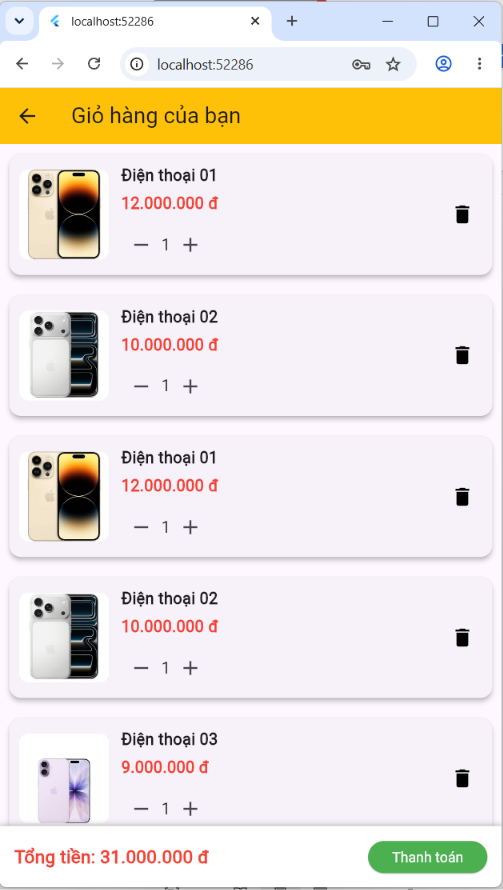 localhost:52286
localhost:52286
Giỏ hàng của bạn
Điện thoại 01
12.000.000 đ
1
Điện thoại 02
10.000.000 đ
1
Điện thoại 01
12.000.000 đ
1
Điện thoại 02
10.000.000 đ
1
Điện thoại 03
9.000.000 đ
1
Tổng tiền: 31.000.000 đ
Thanh toán